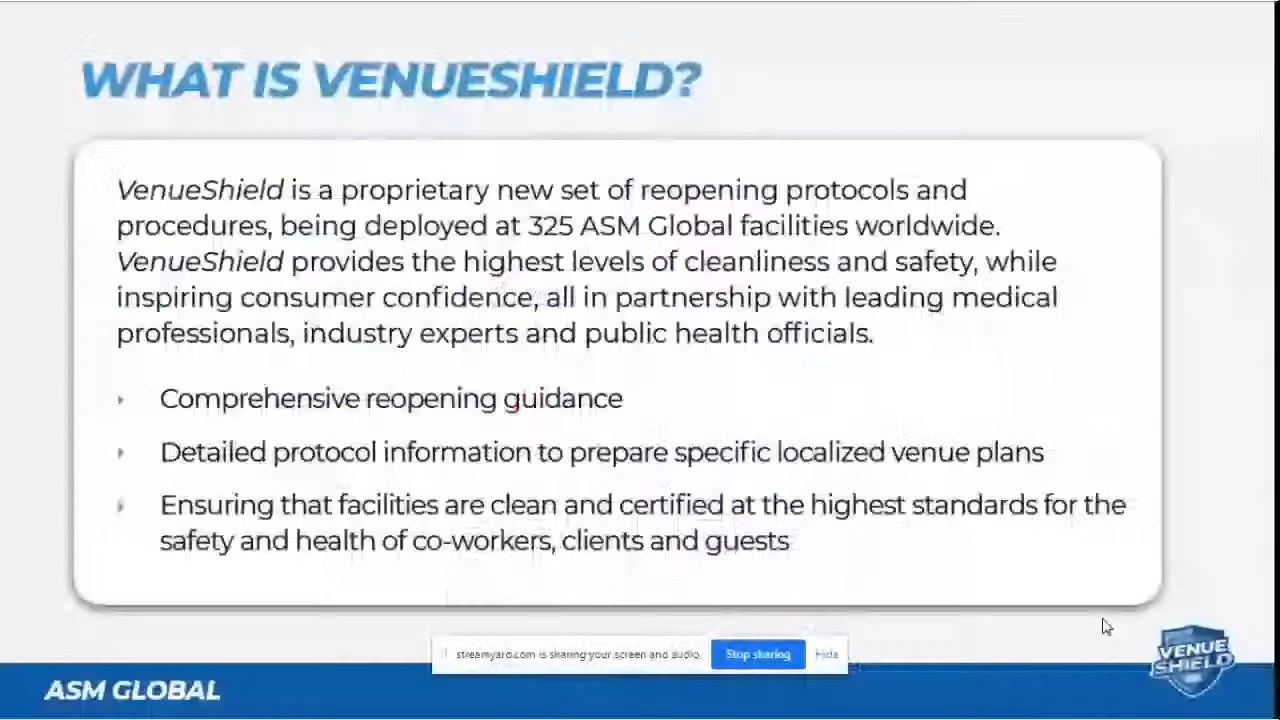 WHAT IS VENUESHIELD?
VenueShield is a proprietary new set of reopening protocols and
procedures, being deployed at 325 ASM Global facilities worldwide.
VenueShield provides the highest levels of cleanliness and safety, while
inspiring consumer confidence, all in partnership with leading medical
professionals, industry experts and public health officials.
Comprehensive reopening guidance
Detailed protocol information to prepare specific localized venue plans
Ensuring that facilities are clean and certified at the highest standards for the
safety and health of co-workers, clients and guests
streamyard.com is sharing your screen and audio. Stop sharing Hide
VENUE
SHIELD
ASM GLOBAL